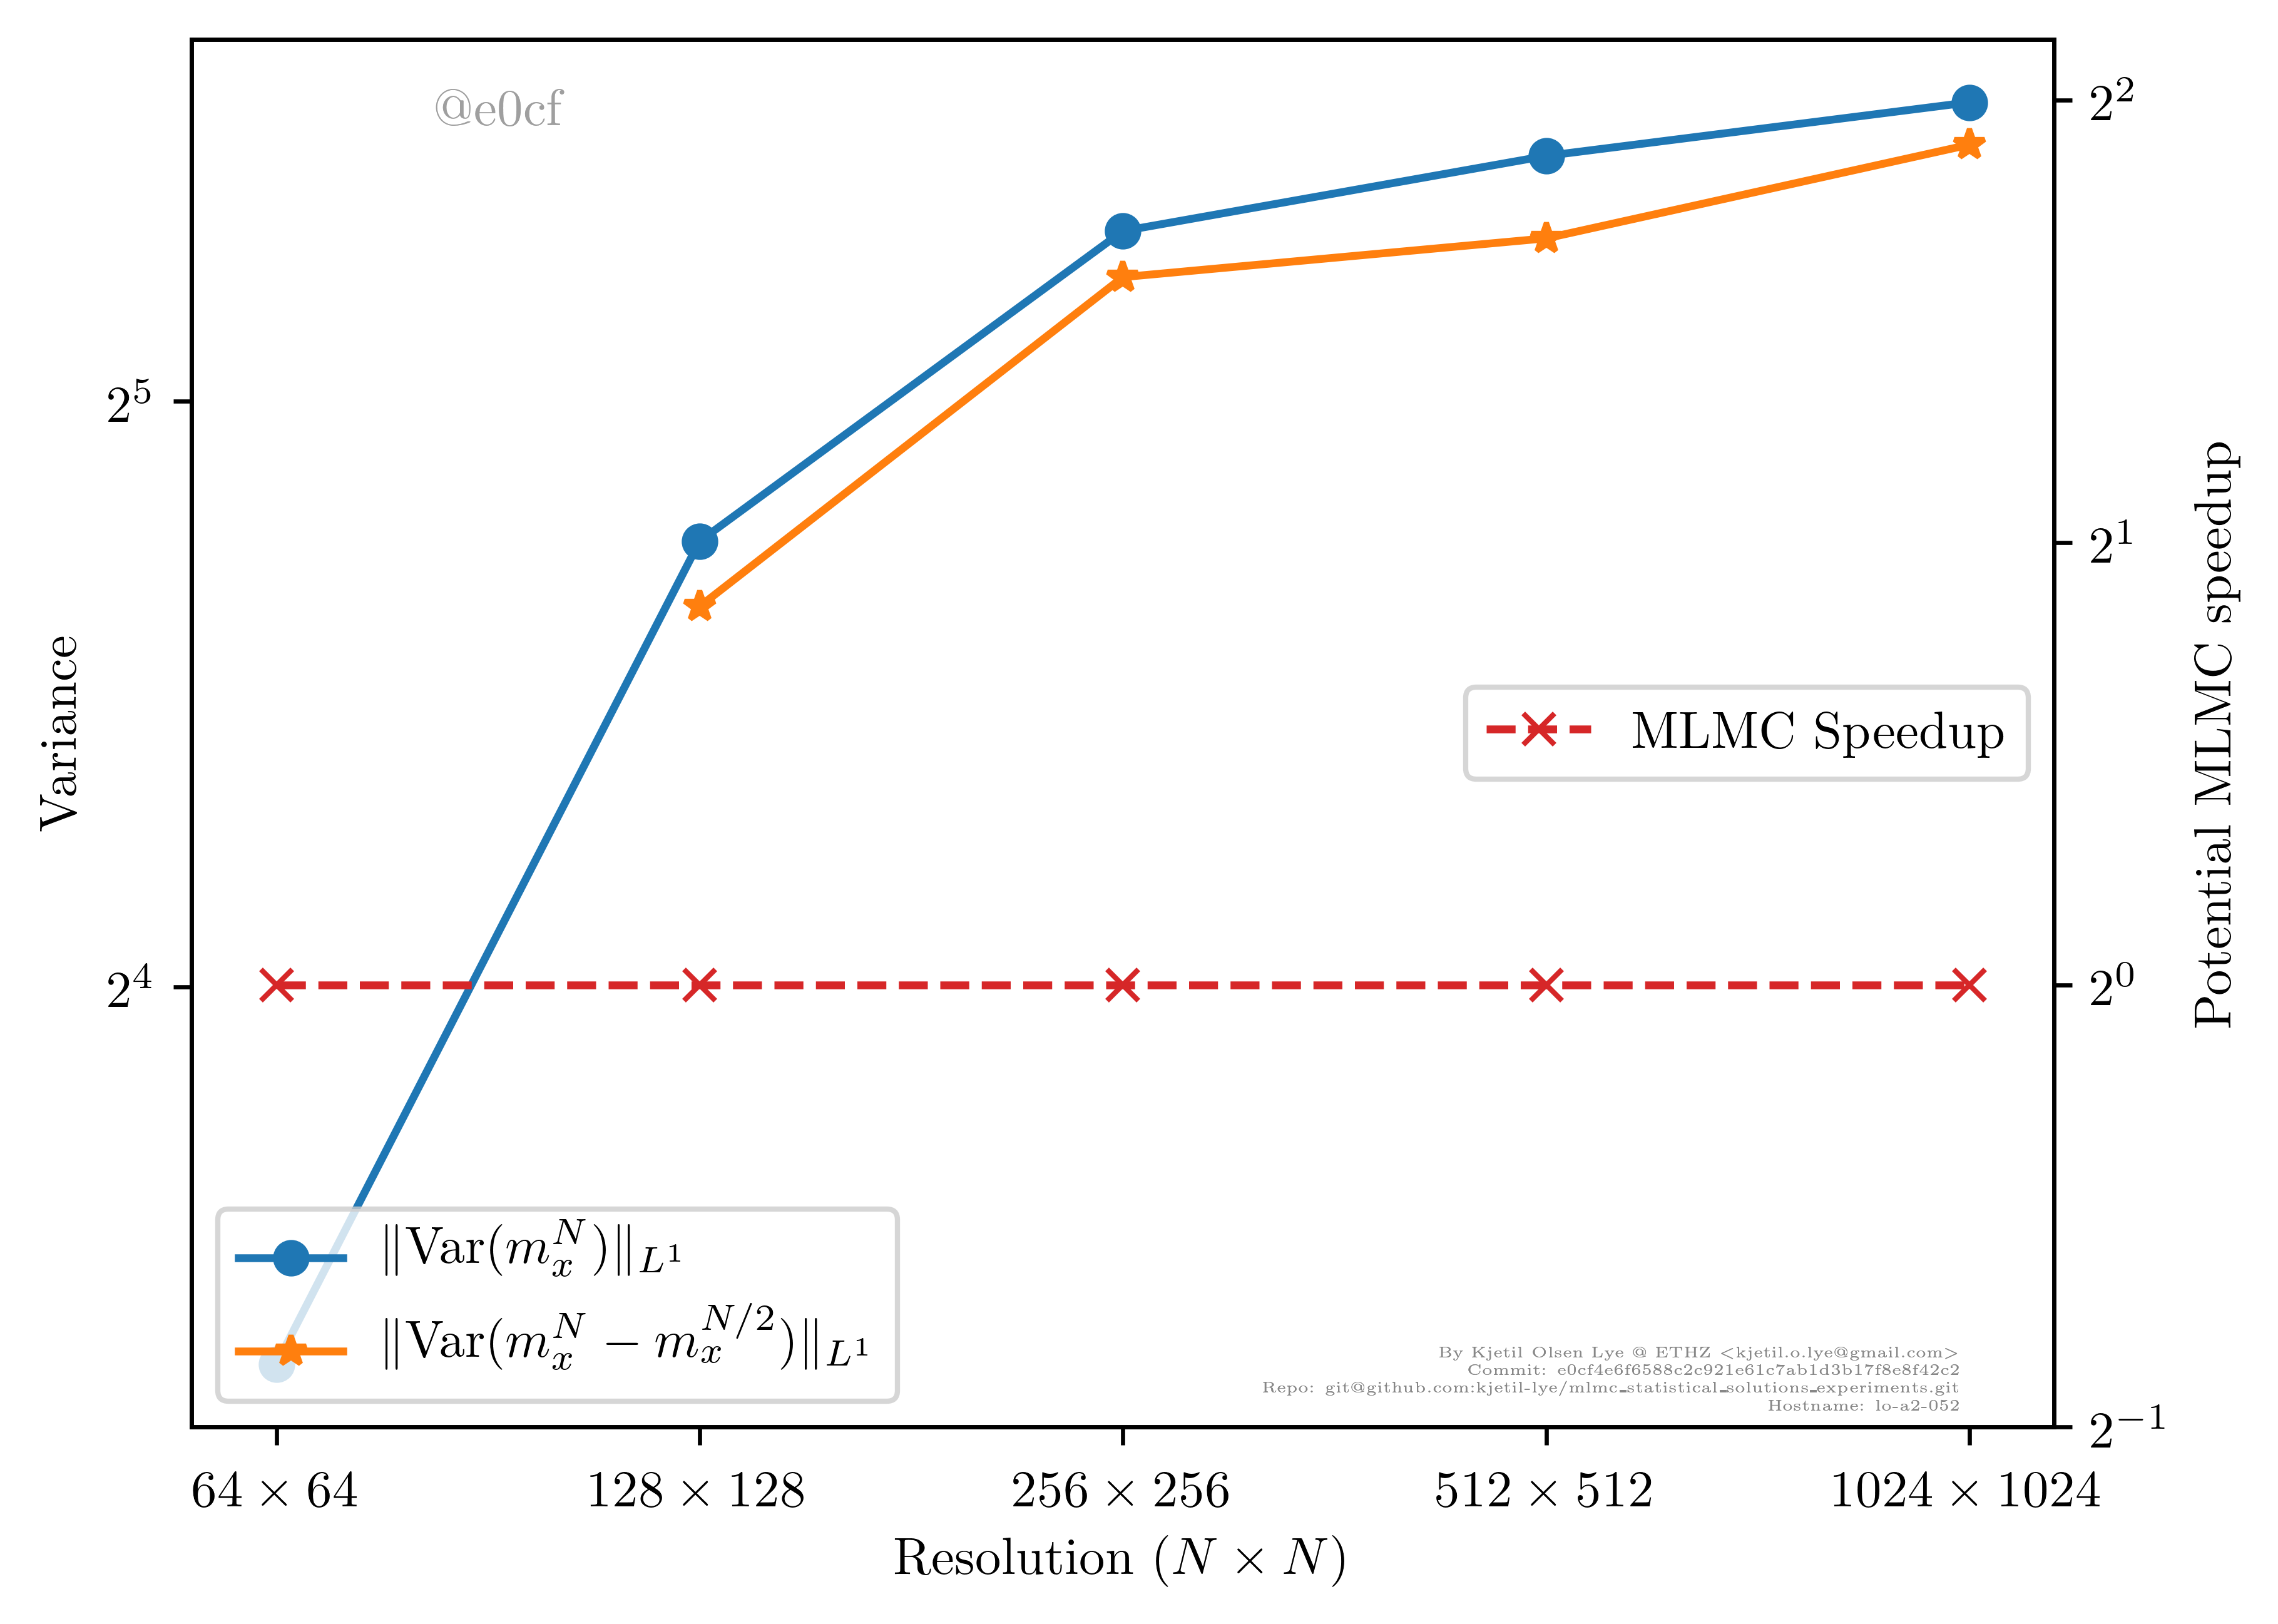 @e0cf
2^5
2^4
Variance
2^2
2^1
2^0
2^{-1}
Potential MLMC speedup
MLMC Speedup
‖Var(m_x^N)‖_{L^1}
‖Var(m_x^N − m_x^{N/2})‖_{L^1}
By Kjetil Olsen Lye @ ETHZ <kjetil.o.lye@gmail.com>
Commit: e0cf4e6f6588c2c921e61c7ab1d3b17f8e8f42c2
Repo: git@github.com:kjetil-lye/mlmc_statistical_solutions_experiments.git
Hostname: lo-a2-052
64 × 64 128 × 128 256 × 256 512 × 512 1024 × 1024
Resolution (N × N)